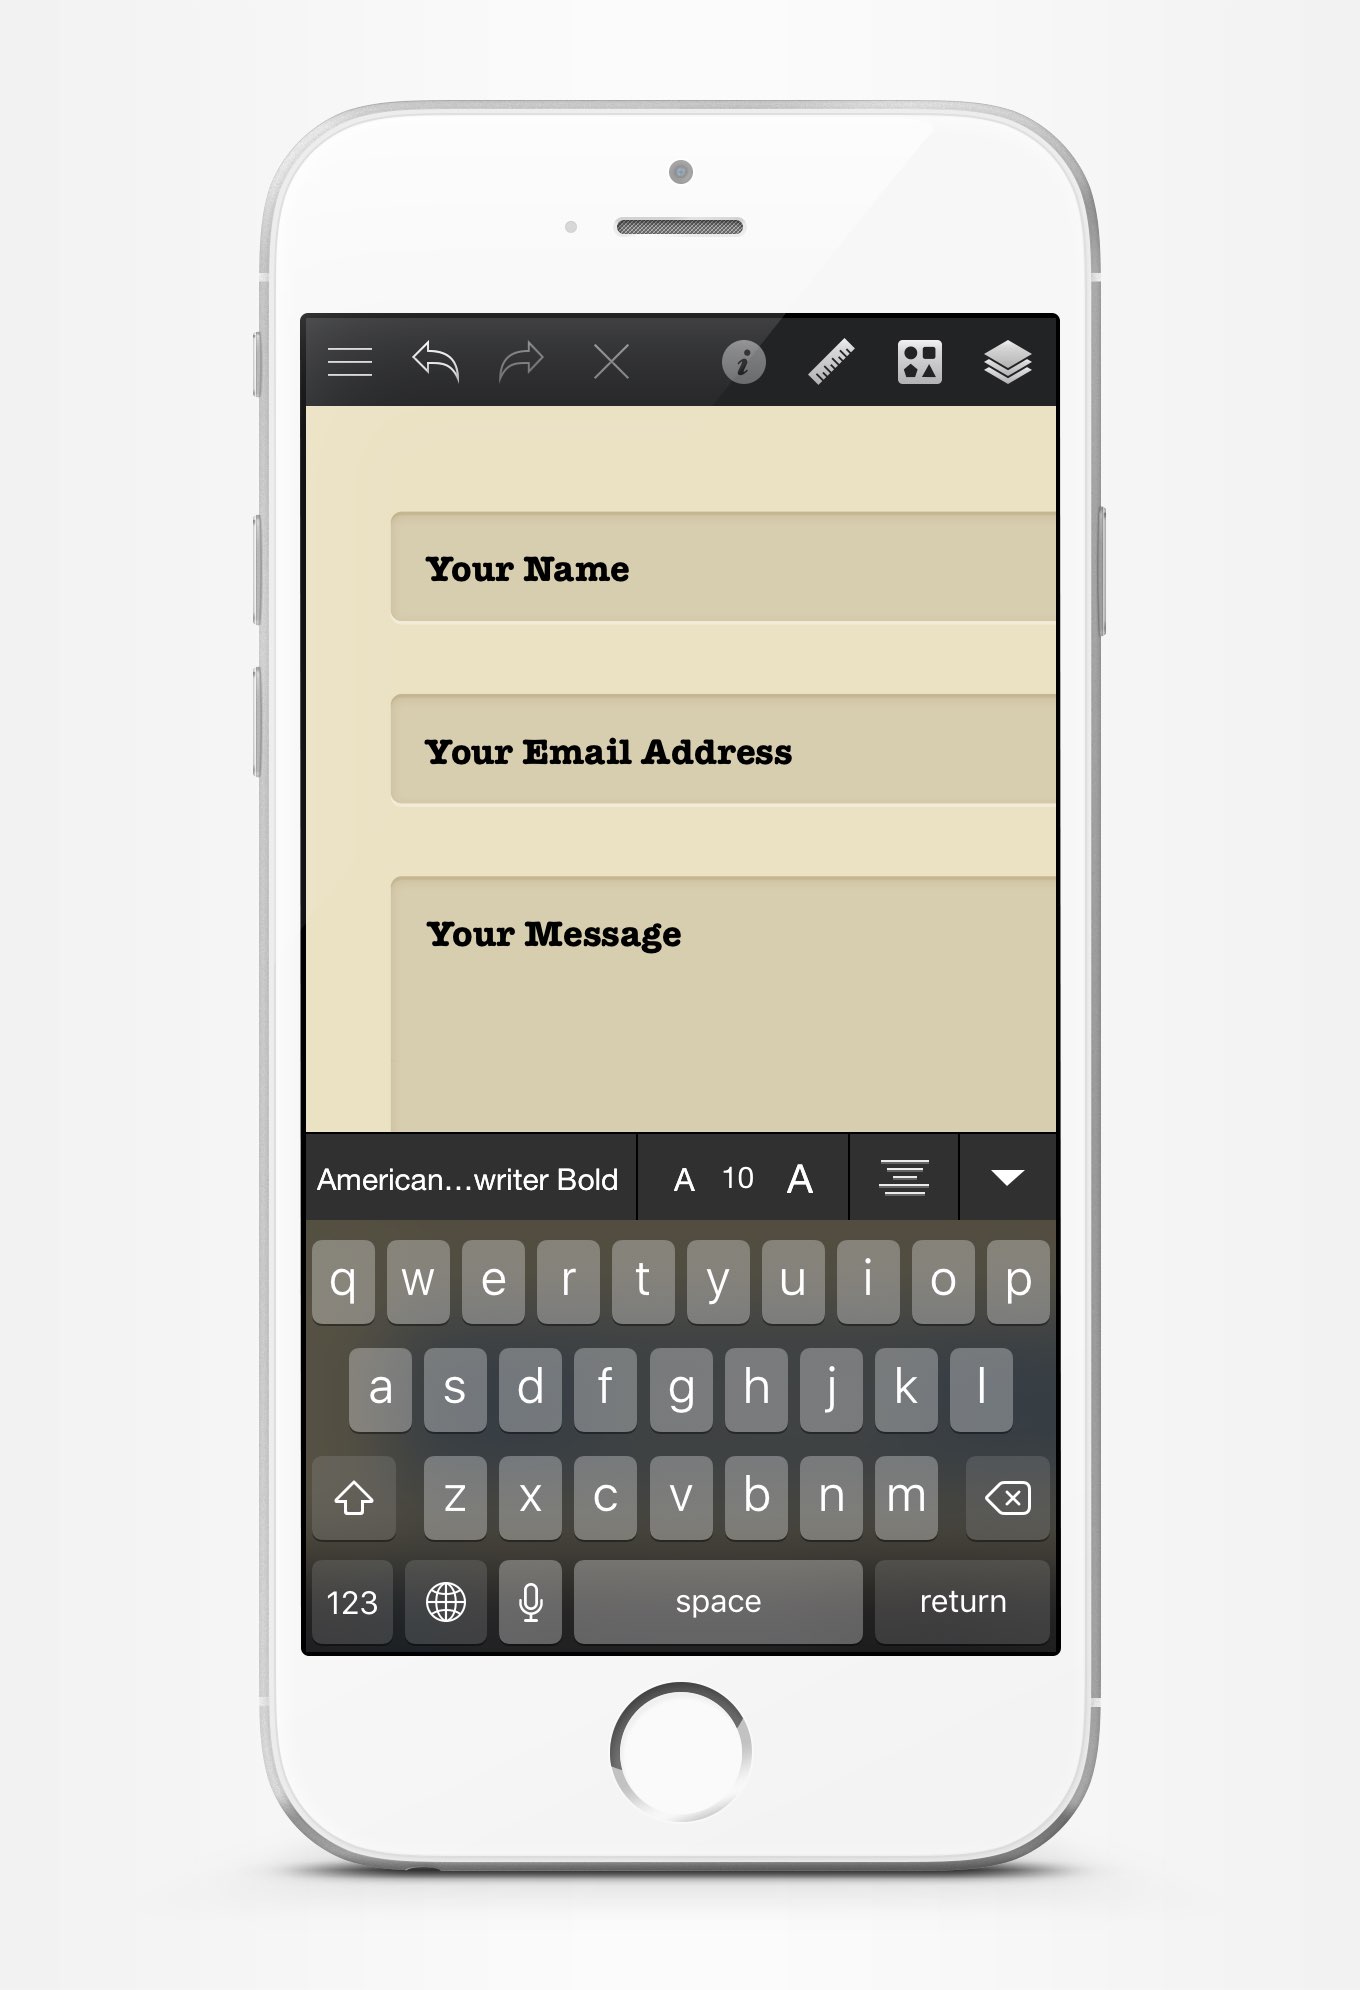 Your Name
Your Email Address
Your Message
American...writer Bold A 10 A
q w e r t y u i o p
a s d f g h j k l
z x c v b n m
123 space return